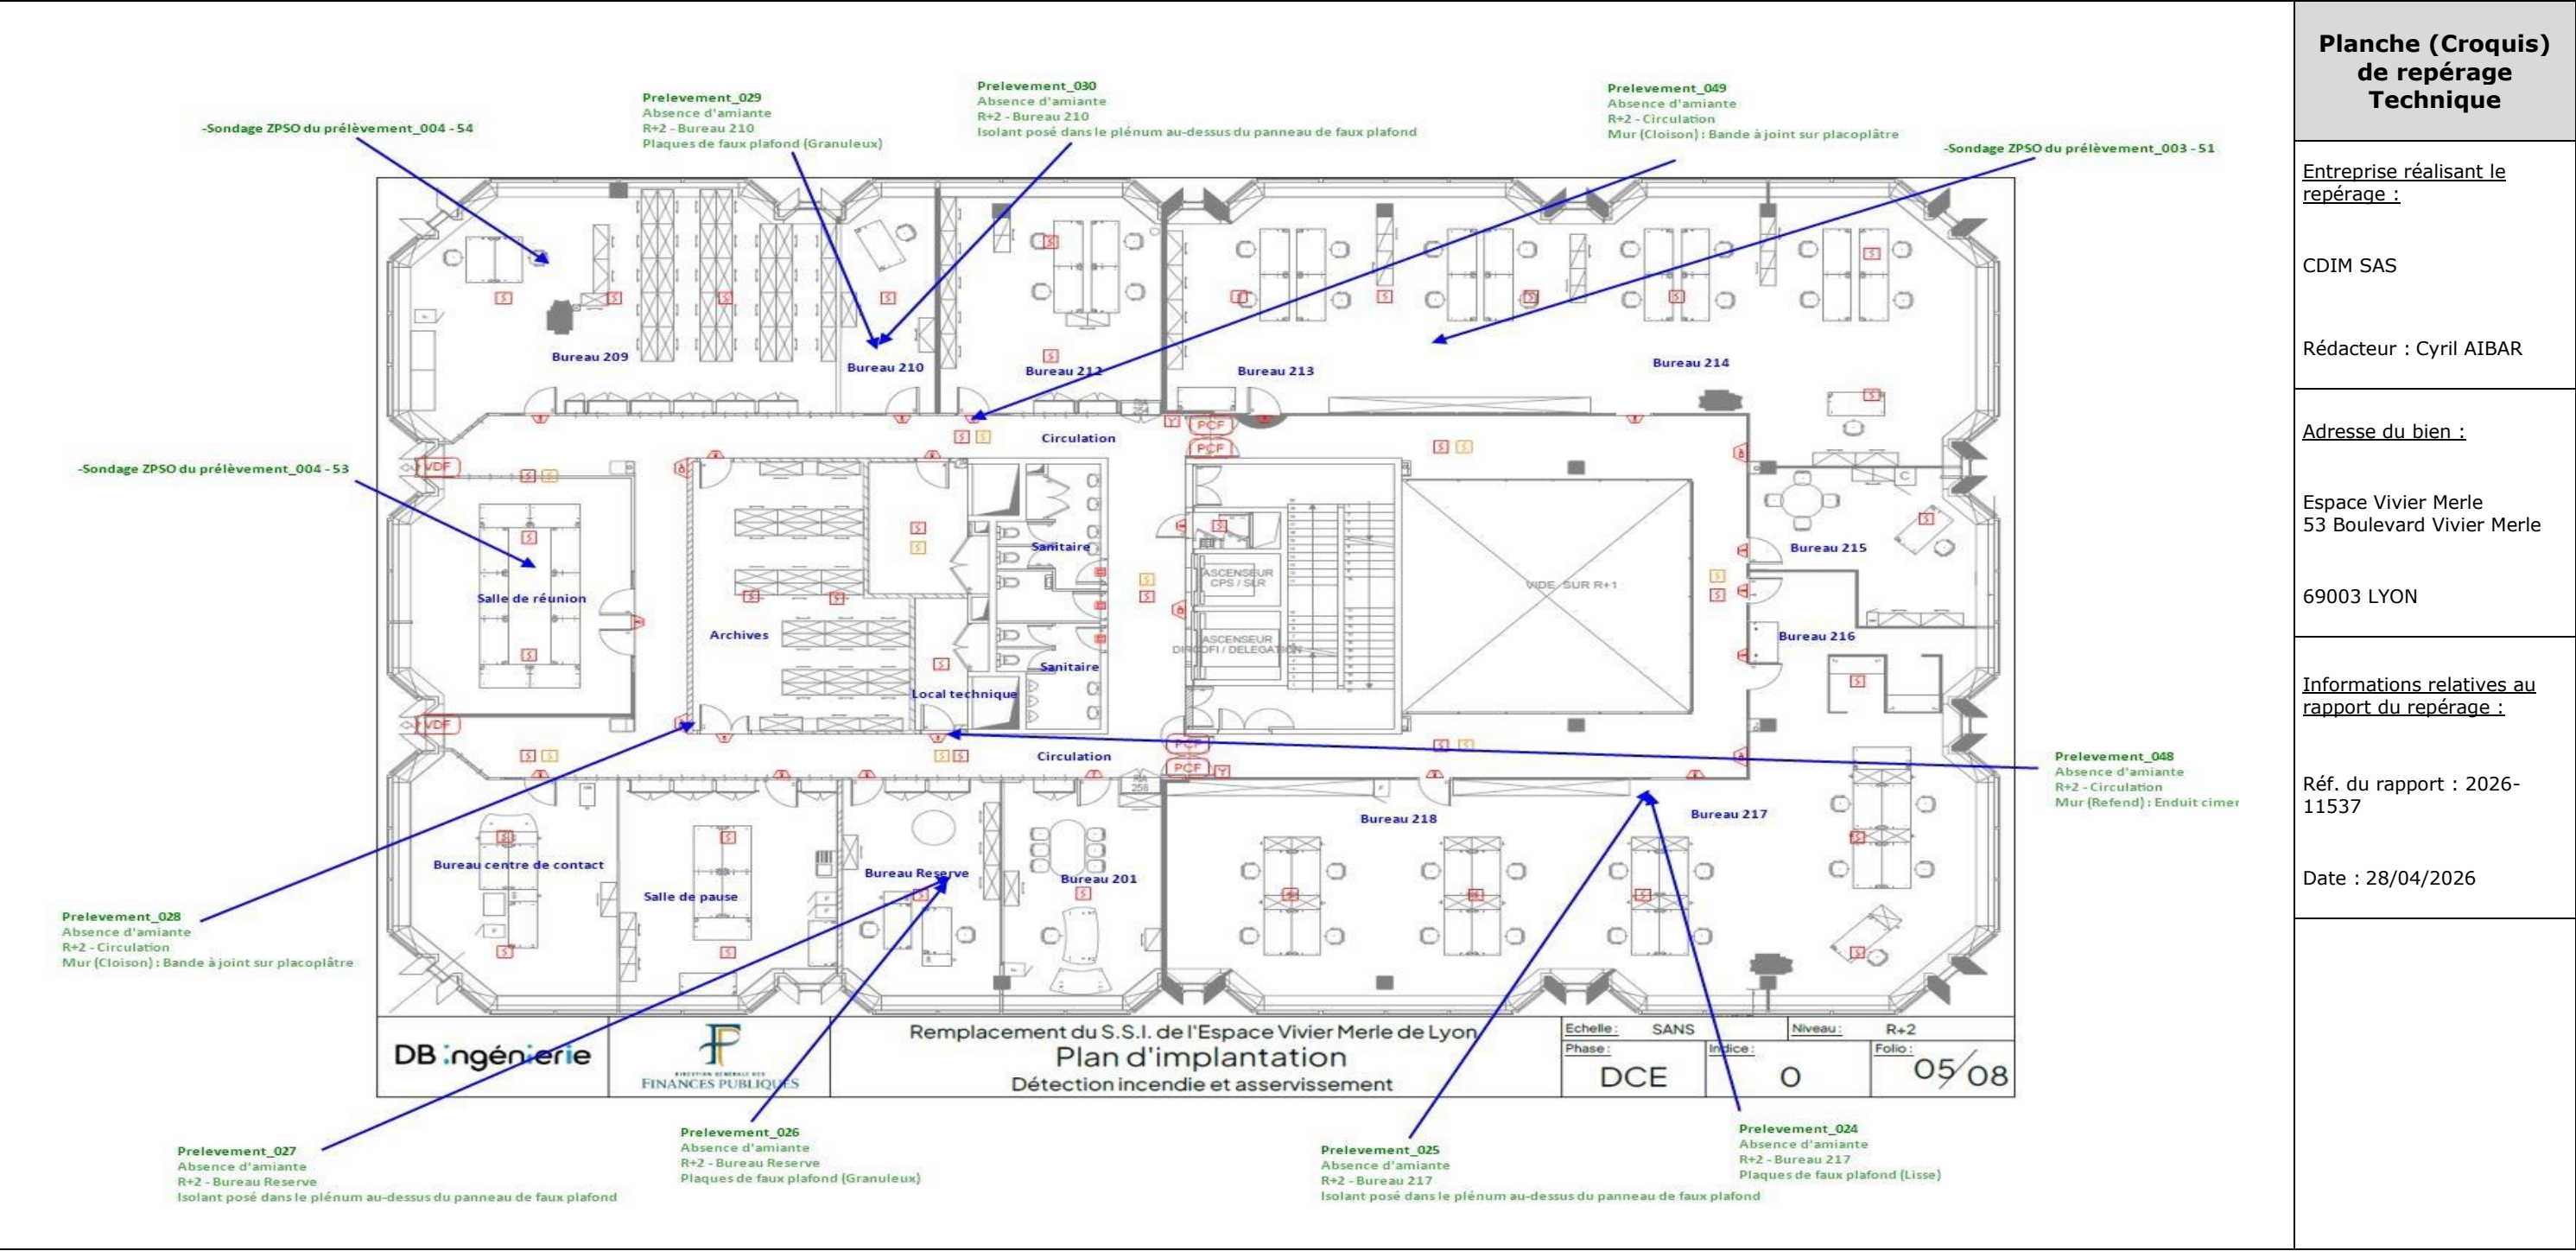 Planche (Croquis)
de repérage
Technique
Entreprise réalisant le
repérage :
CDIM SAS
Rédacteur : Cyril AIBAR
Adresse du bien :
Espace Vivier Merle
53 Boulevard Vivier Merle
69003 LYON
Informations relatives au
rapport du repérage :
Réf. du rapport : 2026-
11537
Date : 28/04/2026
-Sondage ZPSO du prélèvement_004 - 54
Prelevement_029
Absence d'amiante
R+2 - Bureau 210
Plaques de faux plafond (Granuleux)
Prelevement_030
Absence d'amiante
R+2 - Bureau 210
Isolant posé dans le plénum au-dessus du panneau de faux plafond
Prelevement_049
Absence d'amiante
R+2 - Circulation
Mur (Cloison) : Bande à joint sur placoplâtre
-Sondage ZPSO du prélèvement_003 - 51
Bureau 209
Bureau 210
Bureau 212
Bureau 213
Bureau 214
Circulation
PCF
PCF
VDF
-Sondage ZPSO du prélèvement_004 - 53
Salle de réunion
Archives
Sanitaire
Sanitaire
Local technique
ASCENSEUR
CPS / SLR
ASCENSEUR
DIRCOFI / DELEGATION
VIDE SUR R+1
Bureau 215
Bureau 216
VDF
Circulation
PCF
PCF
Prelevement_048
Absence d'amiante
R+2 - Circulation
Mur (Refend) : Enduit cimer
Bureau centre de contact
Salle de pause
Bureau Reserve
Bureau 201
Bureau 218
Bureau 217
Prelevement_028
Absence d'amiante
R+2 - Circulation
Mur (Cloison) : Bande à joint sur placoplâtre
DB ingénierie
DIRECTION GÉNÉRALE DES
FINANCES PUBLIQUES
Remplacement du S.S.I. de l'Espace Vivier Merle de Lyon
Plan d'implantation
Détection incendie et asservissement
Echelle : SANS
Niveau : R+2
Phase :
DCE
Indice :
0
Folio :
05/08
Prelevement_027
Absence d'amiante
R+2 - Bureau Reserve
Isolant posé dans le plénum au-dessus du panneau de faux plafond
Prelevement_026
Absence d'amiante
R+2 - Bureau Reserve
Plaques de faux plafond (Granuleux)
Prelevement_025
Absence d'amiante
R+2 - Bureau 217
Isolant posé dans le plénum au-dessus du panneau de faux plafond
Prelevement_024
Absence d'amiante
R+2 - Bureau 217
Plaques de faux plafond (Lisse)